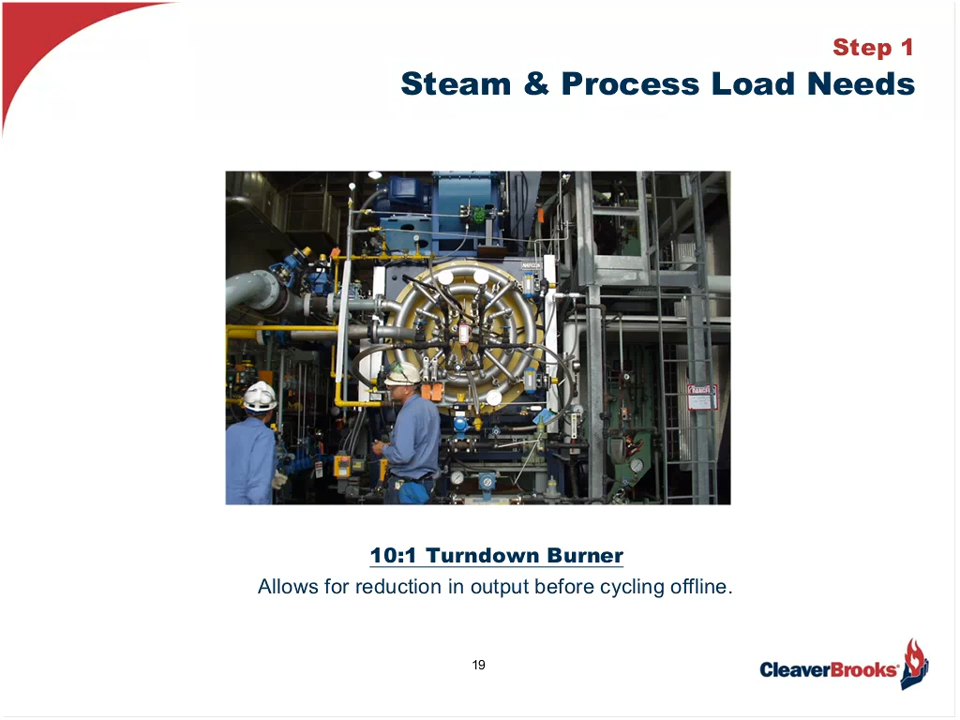 Step 1
Steam & Process Load Needs
DANGER
10:1 Turndown Burner
Allows for reduction in output before cycling offline.
19
CleaverBrooks